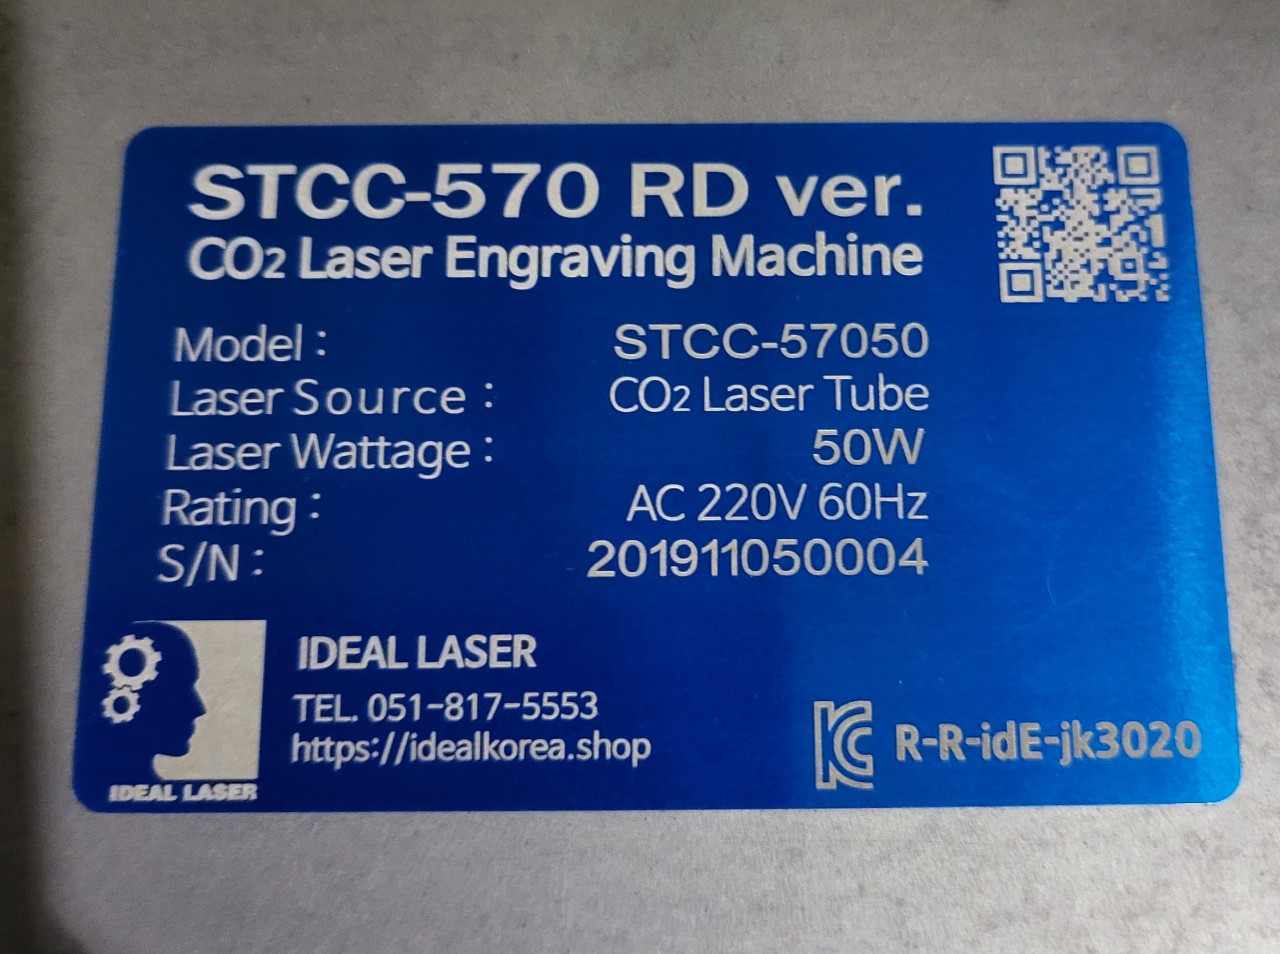 STCC-570 RD ver.
CO2 Laser Engraving Machine
Model : STCC-57050
Laser Source : CO2 Laser Tube
Laser Wattage : 50W
Rating : AC 220V 60Hz
S/N : 201911050004
IDEAL LASER
TEL. 051-817-5553
https://idealkorea.shop
IDEAL LASER
KC R-R-idE-jk3020